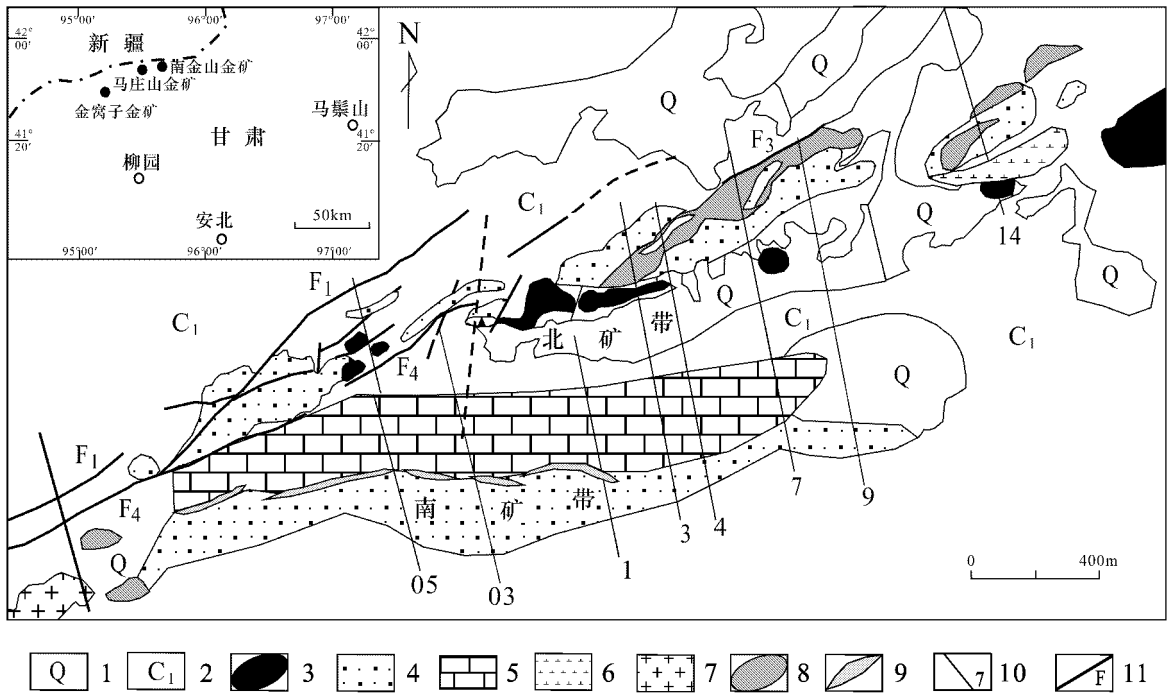 95°00′ 96°00′ 97°00′
42°00′ 42°00′
新疆
南金山金矿
马庄山金矿
金窝子金矿
马鬃山
甘肃
41°20′ 41°20′
柳园
安北
50km
95°00′ 96°00′ 97°00′
N
Q
Q
F3
C1
Q
14
Q
F1
Q
C1
北矿带
C1
C1
F4
Q
F1
7
9
南矿带
3
4
F4
Q
1
05
03
0 400m
Q 1 C1 2 3 4 5 6 7 8 9 7 10 F 11